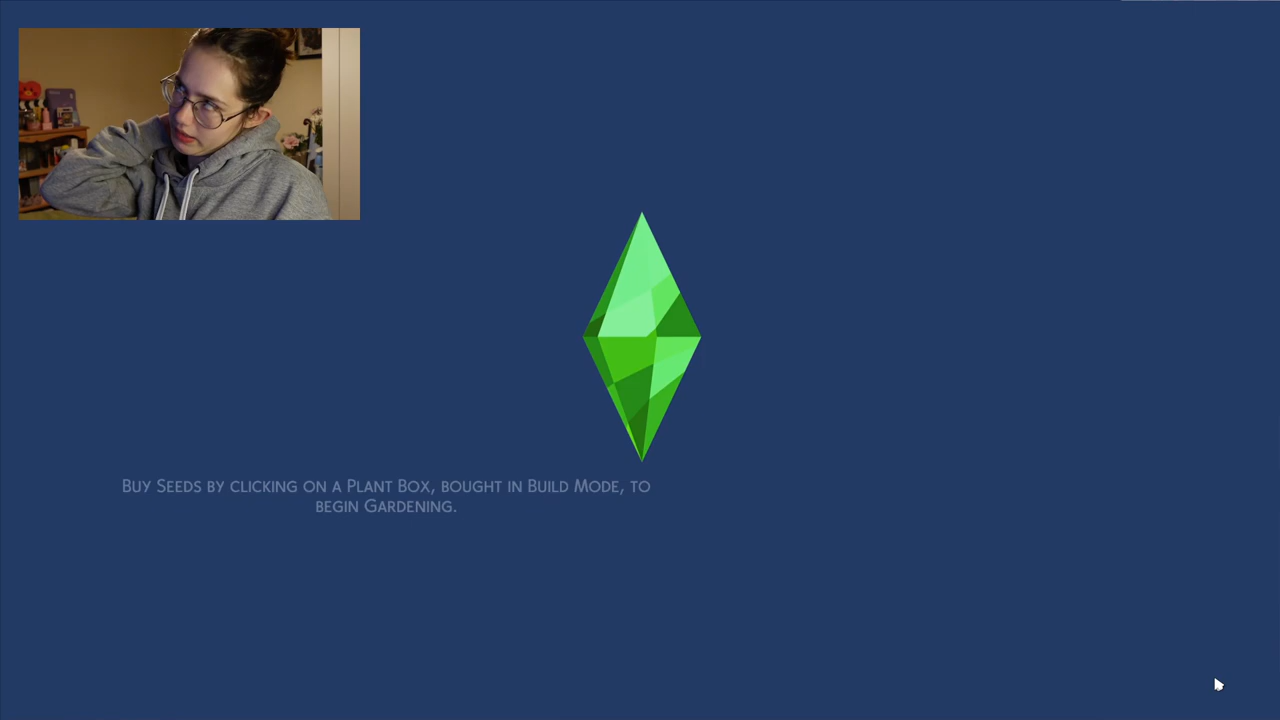 Buy Seeds by clicking on a Plant Box, bought in Build Mode, to
begin Gardening.